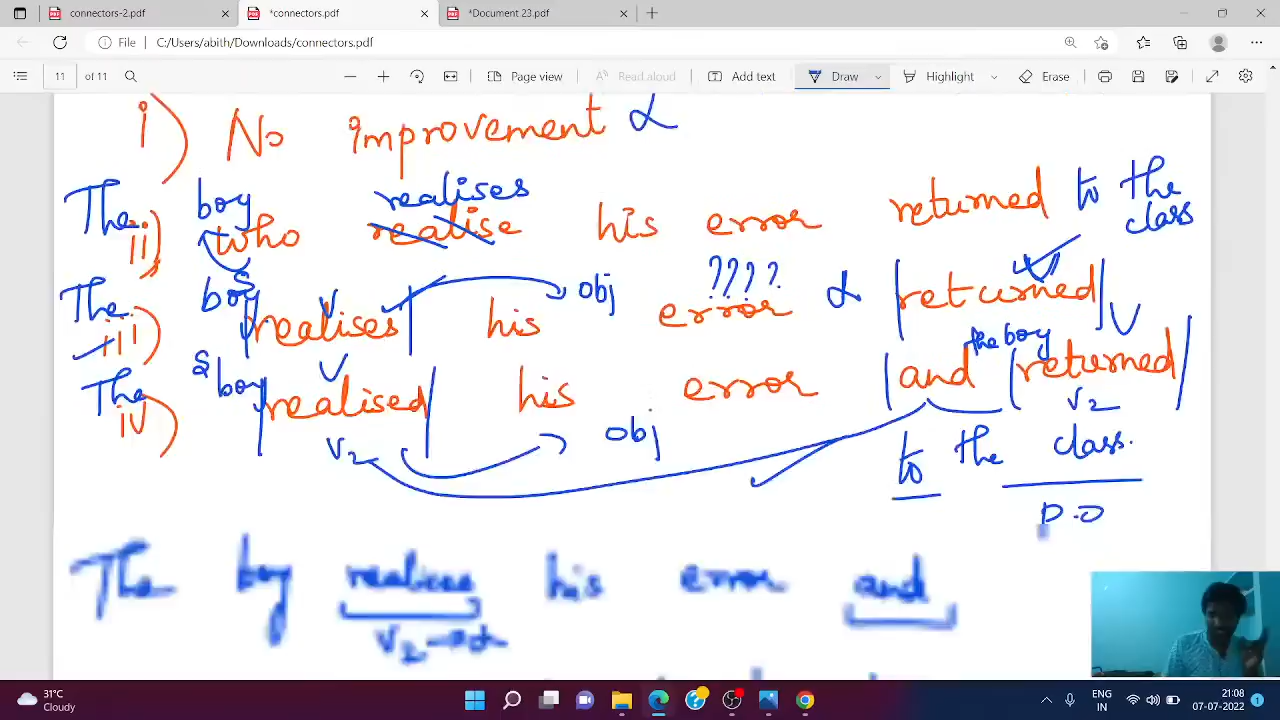 connectors-2.pdf
*connectors.pdf
*Document 23.pdf
File C:/Users/abith/Downloads/connectors.pdf
11 of 11
Page view
Read aloud
Add text
Draw
Highlight
Erase
i) No improvement
The boy realises to the class
ii) who realise his error returned
The boy S V obj ????
iii) realises his error returned V
The S boy V the boy
iv) realised his error and returned
V2 obj V2
to the class.
The boy realises his error and
V2
31°C
Cloudy
ENG
IN
21:08
07-07-2022